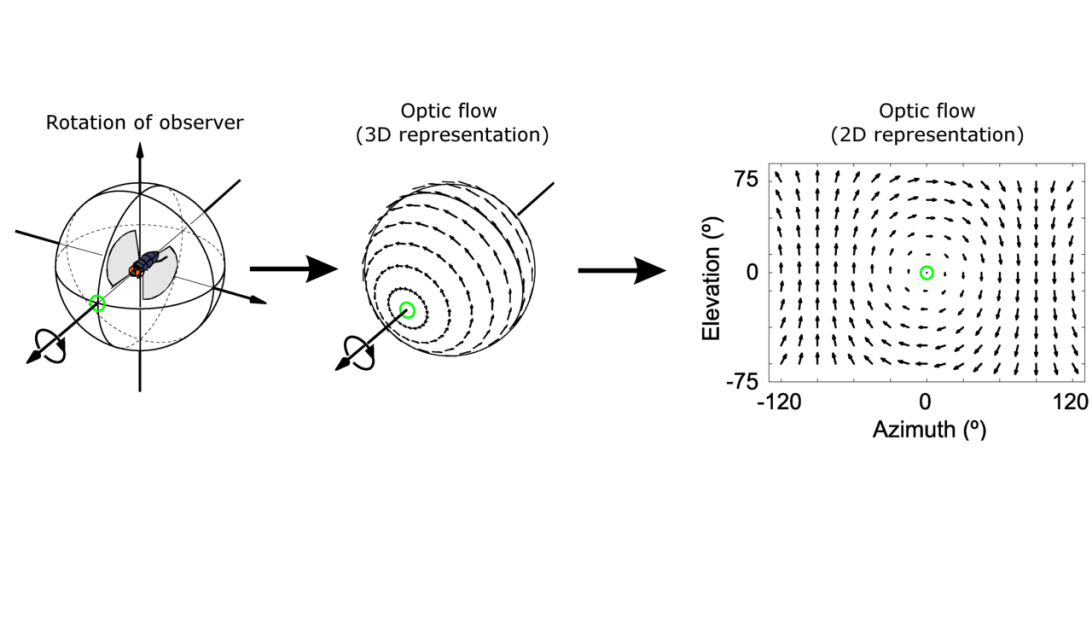 Rotation of observer
Optic flow
(3D representation)
Optic flow
(2D representation)
75
0
-75
Elevation (º)
-120
0
120
Azimuth (º)